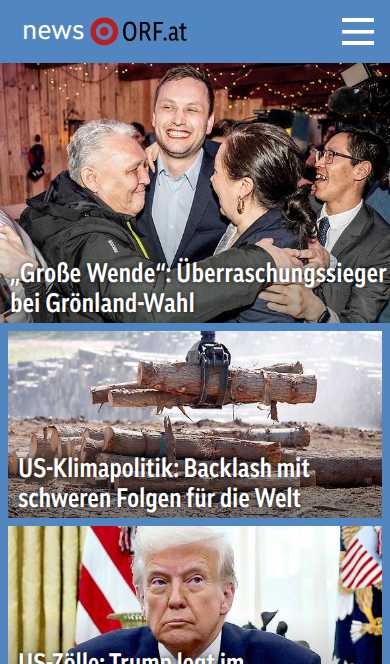 news ORF.at
„Große Wende“: Überraschungssieger
bei Grönland-Wahl
US-Klimapolitik: Backlash mit
schweren Folgen für die Welt
US-Zölle: Trump legt im